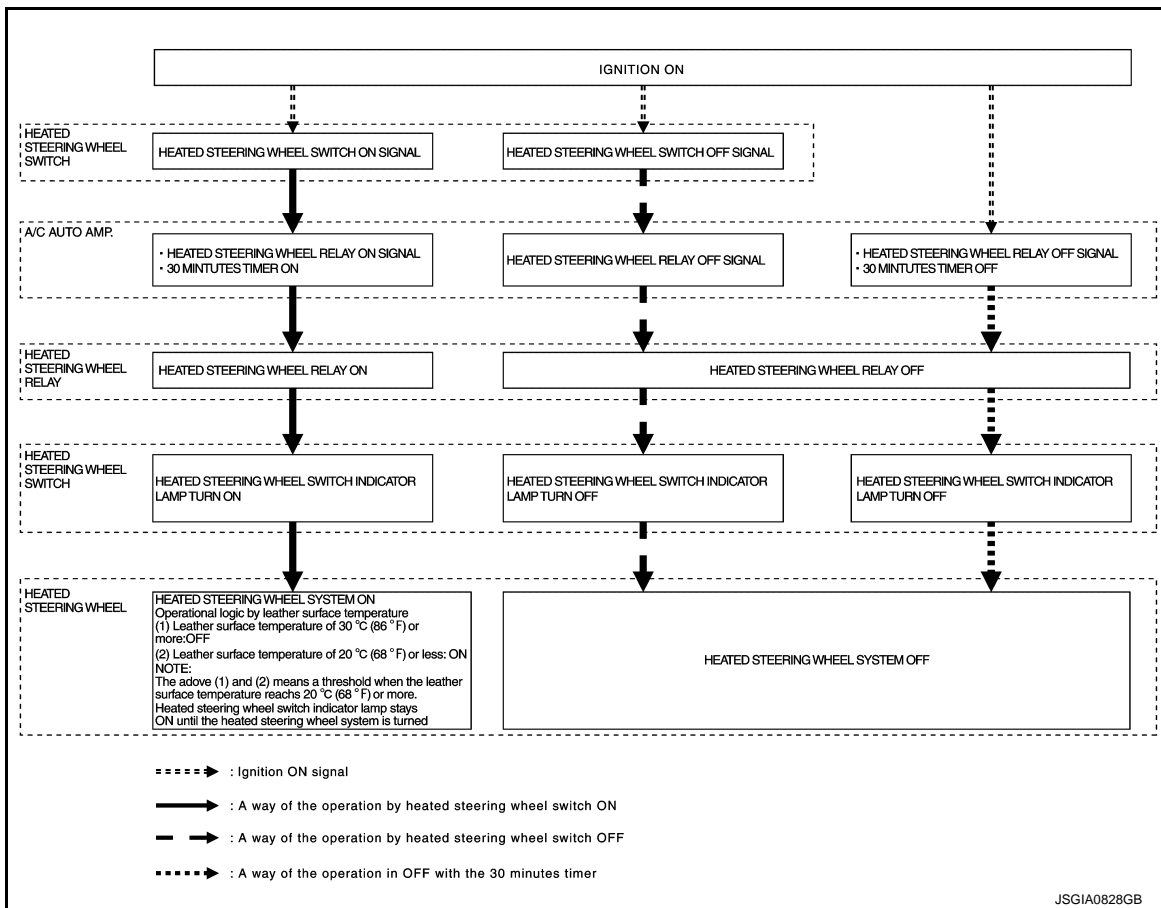 IGNITION ON
HEATED
STEERING WHEEL
SWITCH
HEATED STEERING WHEEL SWITCH ON SIGNAL
HEATED STEERING WHEEL SWITCH OFF SIGNAL
A/C AUTO AMP.
・HEATED STEERING WHEEL RELAY ON SIGNAL
・30 MINTUTES TIMER ON
HEATED STEERING WHEEL RELAY OFF SIGNAL
・HEATED STEERING WHEEL RELAY OFF SIGNAL
・30 MINTUTES TIMER OFF
HEATED
STEERING WHEEL
RELAY
HEATED STEERING WHEEL RELAY ON
HEATED STEERING WHEEL RELAY OFF
HEATED
STEERING WHEEL
SWITCH
HEATED STEERING WHEEL SWITCH INDICATOR
LAMP TURN ON
HEATED STEERING WHEEL SWITCH INDICATOR
LAMP TURN OFF
HEATED STEERING WHEEL SWITCH INDICATOR
LAMP TURN OFF
HEATED
STEERING WHEEL
HEATED STEERING WHEEL SYSTEM ON
Operational logic by leather surface temperature
(1) Leather surface temperature of 30 °C (86 °F) or
more:OFF
(2) Leather surface temperature of 20 °C (68 °F) or less: ON
NOTE:
The adove (1) and (2) means a threshold when the leather
surface temperature reachs 20 °C (68 °F) or more.
Heated steering wheel switch indicator lamp stays
ON until the heated steering wheel system is turned
HEATED STEERING WHEEL SYSTEM OFF
: Ignition ON signal
: A way of the operation by heated steering wheel switch ON
: A way of the operation by heated steering wheel switch OFF
: A way of the operation in OFF with the 30 minutes timer
JSGIA0828GB